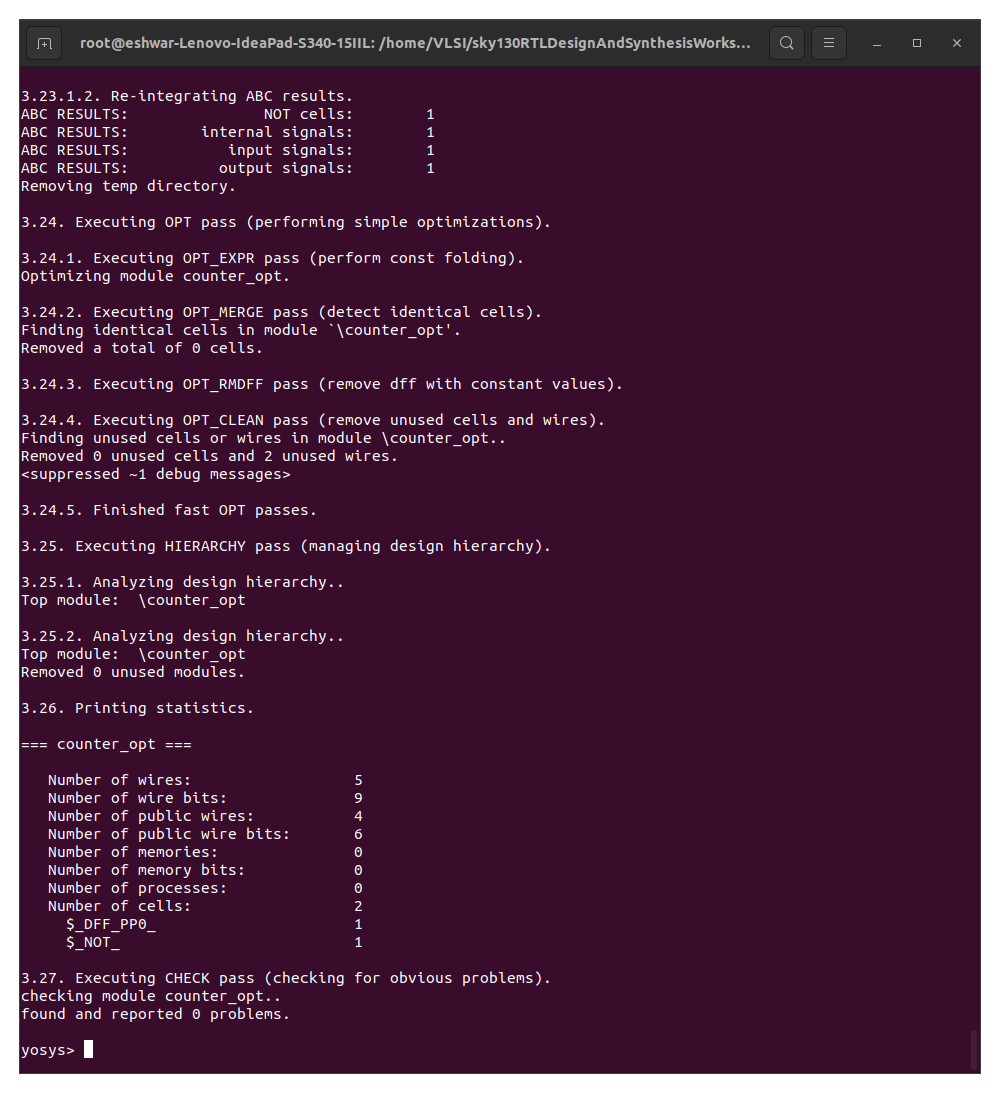 root@eshwar-Lenovo-IdeaPad-S340-15IIL: /home/VLSI/sky130RTLDesignAndSynthesisWorks...
3.23.1.2. Re-integrating ABC results.
ABC RESULTS:               NOT cells:        1
ABC RESULTS:        internal signals:        1
ABC RESULTS:           input signals:        1
ABC RESULTS:          output signals:        1
Removing temp directory.
3.24. Executing OPT pass (performing simple optimizations).
3.24.1. Executing OPT_EXPR pass (perform const folding).
Optimizing module counter_opt.
3.24.2. Executing OPT_MERGE pass (detect identical cells).
Finding identical cells in module `\counter_opt'.
Removed a total of 0 cells.
3.24.3. Executing OPT_RMDFF pass (remove dff with constant values).
3.24.4. Executing OPT_CLEAN pass (remove unused cells and wires).
Finding unused cells or wires in module \counter_opt..
Removed 0 unused cells and 2 unused wires.
<suppressed ~1 debug messages>
3.24.5. Finished fast OPT passes.
3.25. Executing HIERARCHY pass (managing design hierarchy).
3.25.1. Analyzing design hierarchy..
Top module:  \counter_opt
3.25.2. Analyzing design hierarchy..
Top module:  \counter_opt
Removed 0 unused modules.
3.26. Printing statistics.
=== counter_opt ===
   Number of wires:                  5
   Number of wire bits:              9
   Number of public wires:           4
   Number of public wire bits:       6
   Number of memories:               0
   Number of memory bits:            0
   Number of processes:              0
   Number of cells:                  2
     $_DFF_PP0_                      1
     $_NOT_                          1
3.27. Executing CHECK pass (checking for obvious problems).
checking module counter_opt..
found and reported 0 problems.
yosys>